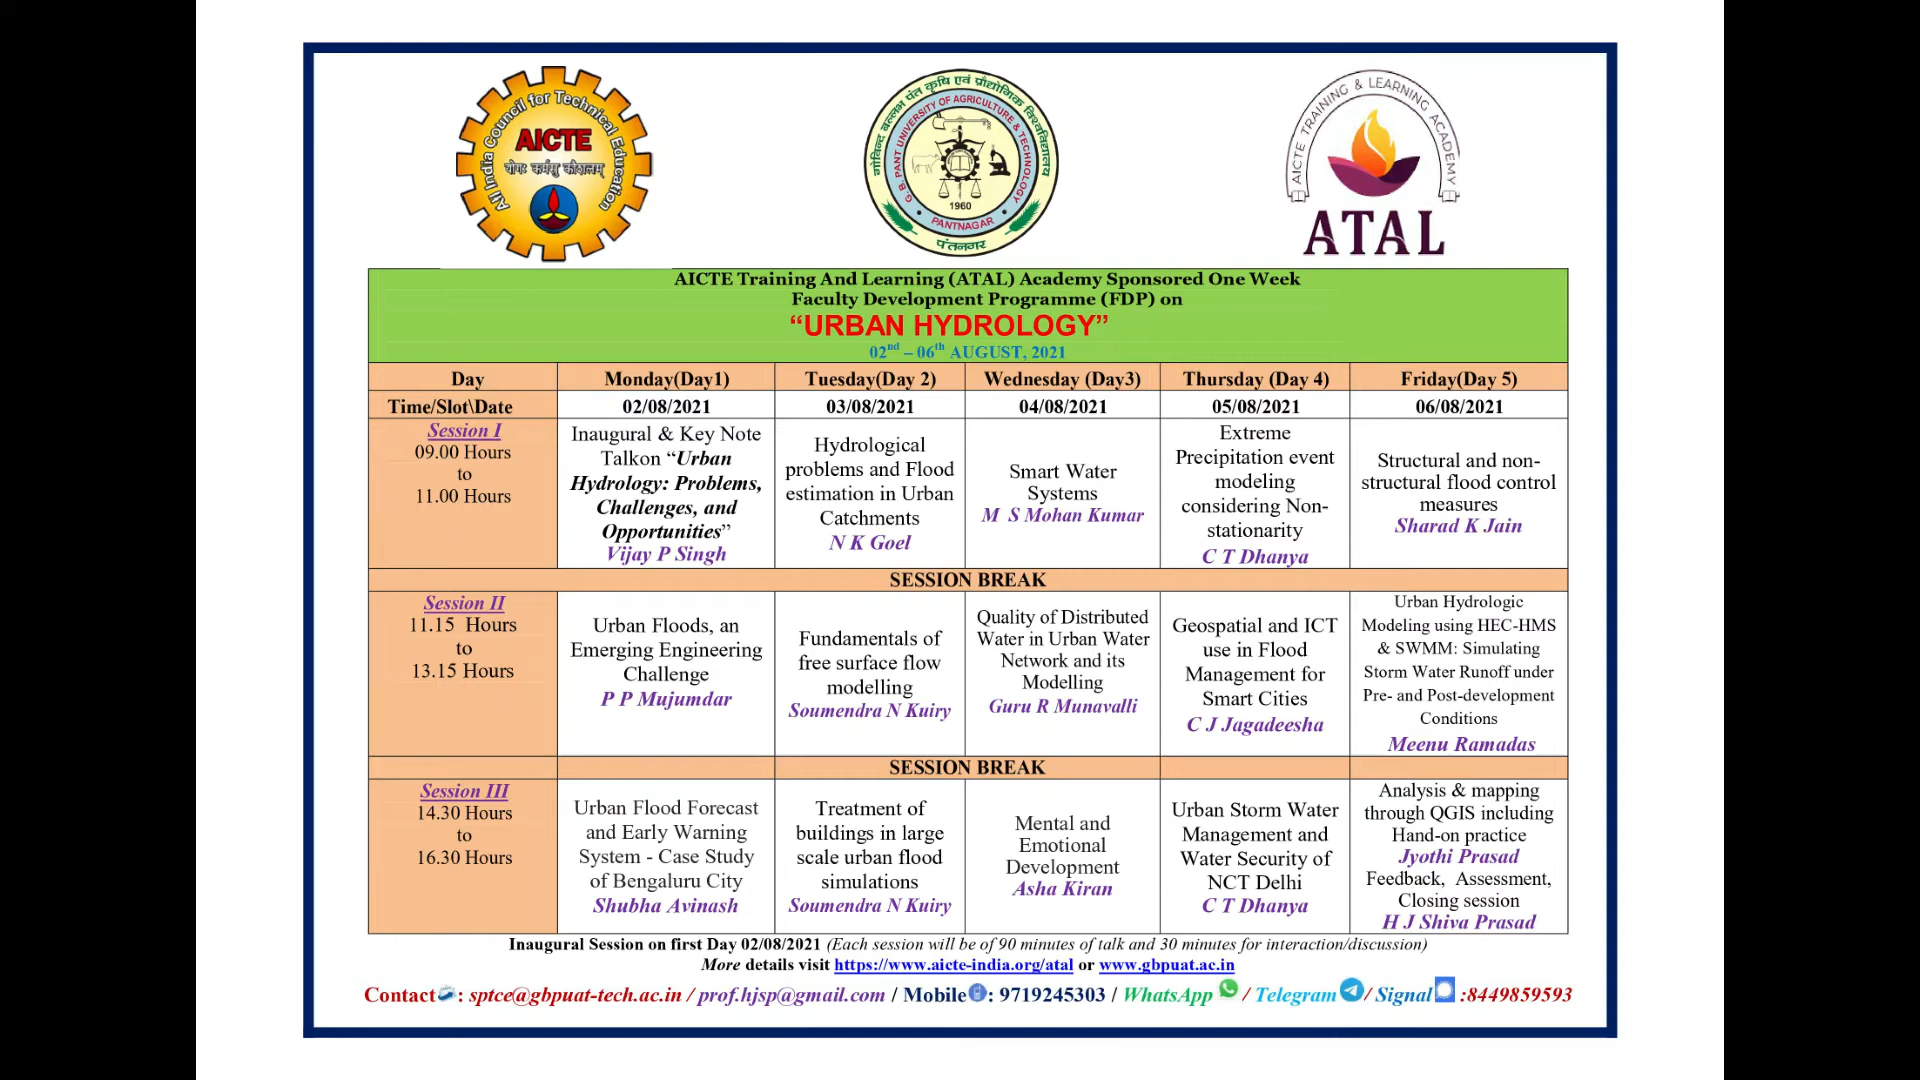 All India Council for Technical Education
AICTE
योगः कर्मसु कौशलम्
गोविन्द बल्लभ पंत कृषि एवं प्रौद्योगिक विश्वविद्यालय
G. B. PANT UNIVERSITY OF AGRICULTURE & TECHNOLOGY
1960
PANTNAGAR
पंतनगर
AICTE TRAINING & LEARNING ACADEMY
ATAL
AICTE Training And Learning (ATAL) Academy Sponsored One Week
Faculty Development Programme (FDP) on
“URBAN HYDROLOGY”
02nd – 06th AUGUST, 2021
Day Monday(Day1) Tuesday(Day 2) Wednesday (Day3) Thursday (Day 4) Friday(Day 5)
Time/Slot\Date 02/08/2021 03/08/2021 04/08/2021 05/08/2021 06/08/2021
Session I
09.00 Hours
to
11.00 Hours
Inaugural & Key Note
Talkon “Urban
Hydrology: Problems,
Challenges, and
Opportunities”
Vijay P Singh
Hydrological
problems and Flood
estimation in Urban
Catchments
N K Goel
Smart Water
Systems
M S Mohan Kumar
Extreme
Precipitation event
modeling
considering Non-
stationarity
C T Dhanya
Structural and non-
structural flood control
measures
Sharad K Jain
SESSION BREAK
Session II
11.15 Hours
to
13.15 Hours
Urban Floods, an
Emerging Engineering
Challenge
P P Mujumdar
Fundamentals of
free surface flow
modelling
Soumendra N Kuiry
Quality of Distributed
Water in Urban Water
Network and its
Modelling
Guru R Munavalli
Geospatial and ICT
use in Flood
Management for
Smart Cities
C J Jagadeesha
Urban Hydrologic
Modeling using HEC-HMS
& SWMM: Simulating
Storm Water Runoff under
Pre- and Post-development
Conditions
Meenu Ramadas
SESSION BREAK
Session III
14.30 Hours
to
16.30 Hours
Urban Flood Forecast
and Early Warning
System - Case Study
of Bengaluru City
Shubha Avinash
Treatment of
buildings in large
scale urban flood
simulations
Soumendra N Kuiry
Mental and
Emotional
Development
Asha Kiran
Urban Storm Water
Management and
Water Security of
NCT Delhi
C T Dhanya
Analysis & mapping
through QGIS including
Hand-on practice
Jyothi Prasad
Feedback, Assessment,
Closing session
H J Shiva Prasad
Inaugural Session on first Day 02/08/2021 (Each session will be of 90 minutes of talk and 30 minutes for interaction/discussion)
More details visit https://www.aicte-india.org/atal or www.gbpuat.ac.in
Contact : sptce@gbpuat-tech.ac.in / prof.hjsp@gmail.com / Mobile : 9719245303 / WhatsApp / Telegram / Signal :8449859593